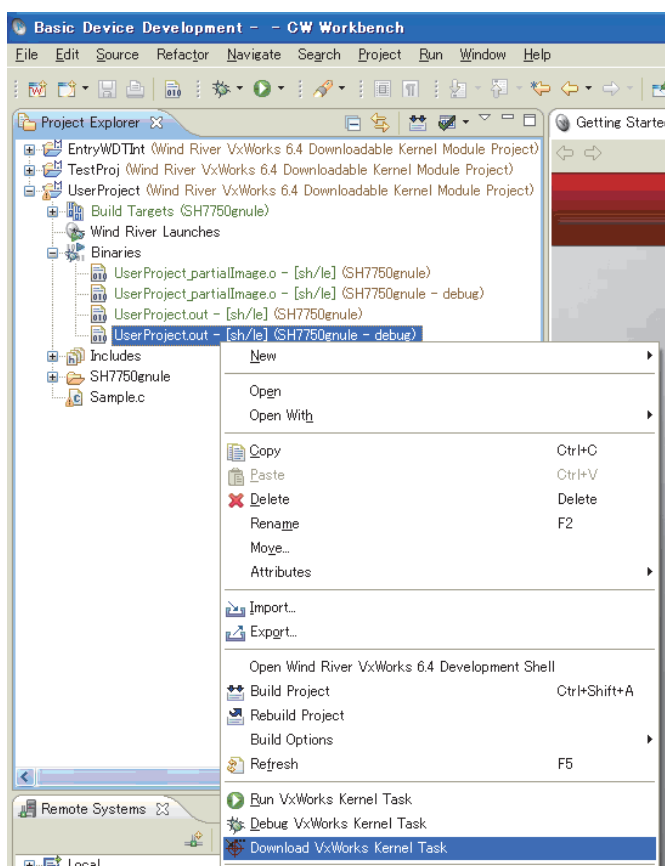 Basic Device Development - - CW Workbench
File Edit Source Refactor Navigate Search Project Run Window Help
Project Explorer
Getting Starte
EntryWDTInt (Wind River VxWorks 6.4 Downloadable Kernel Module Project)
TestProj (Wind River VxWorks 6.4 Downloadable Kernel Module Project)
UserProject (Wind River VxWorks 6.4 Downloadable Kernel Module Project)
Build Targets (SH7750gnule)
Wind River Launches
Binaries
UserProject_partialImage.o - [sh/le] (SH7750gnule)
UserProject_partialImage.o - [sh/le] (SH7750gnule - debug)
UserProject.out - [sh/le] (SH7750gnule)
UserProject.out - [sh/le] (SH7750gnule - debug)
Includes
SH7750gnule
Sample.c
New
Open
Open With
Copy Ctrl+C
Paste Ctrl+V
Delete Delete
Rename F2
Move...
Attributes
Import...
Export...
Open Wind River VxWorks 6.4 Development Shell
Build Project Ctrl+Shift+A
Rebuild Project
Build Options
Refresh F5
Run VxWorks Kernel Task
Debug VxWorks Kernel Task
Download VxWorks Kernel Task
Remote Systems
Local